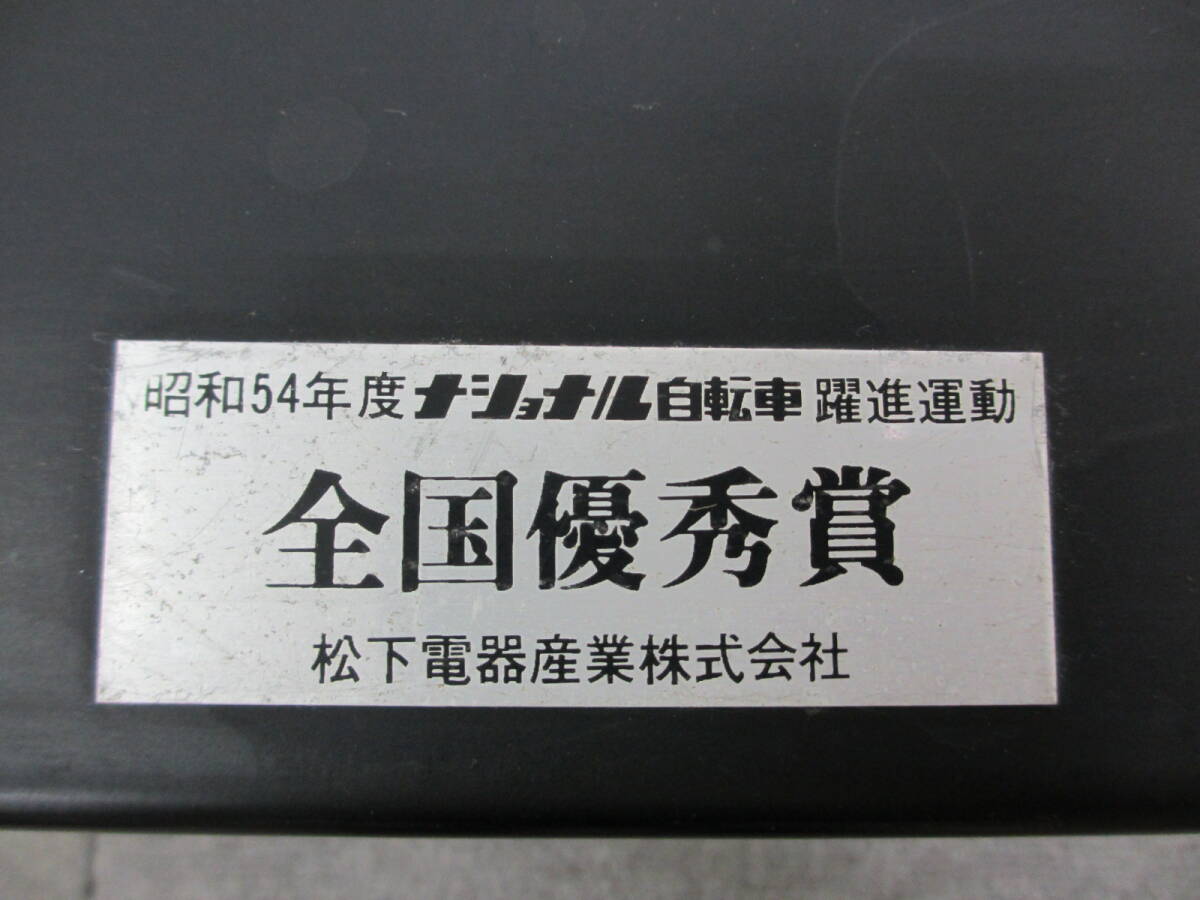 昭和54年度ナショナル自転車躍進運動
全国優秀賞
松下電器産業株式会社